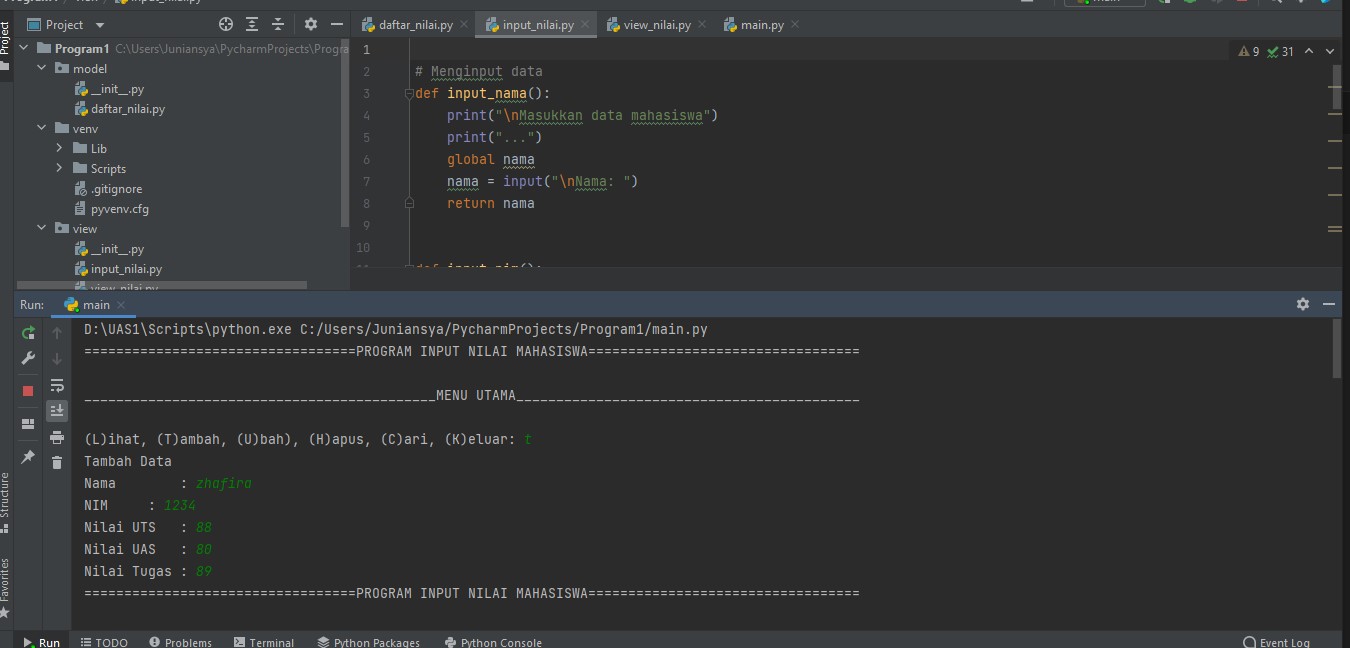 Project
daftar_nilai.py
input_nilai.py
view_nilai.py
main.py
Project
Program1 C:\Users\Juniansya\PycharmProjects\Progra
model
__init__.py
daftar_nilai.py
venv
Lib
Scripts
.gitignore
pyvenv.cfg
view
__init__.py
input_nilai.py
view_nilai.py
9 31
1
2 # Menginput data
3 def input_nama():
4 print("\nMasukkan data mahasiswa")
5 print("...")
6 global nama
7 nama = input("\nNama: ")
8 return nama
9
10
Run: main
D:\UAS1\Scripts\python.exe C:/Users/Juniansya/PycharmProjects/Program1/main.py
==================================PROGRAM INPUT NILAI MAHASISWA==================================
____________________________________________MENU UTAMA___________________________________________
(L)ihat, (T)ambah, (U)bah), (H)apus, (C)ari, (K)eluar: t
Tambah Data
Nama : zhafira
NIM : 1234
Nilai UTS : 88
Nilai UAS : 80
Nilai Tugas : 89
==================================PROGRAM INPUT NILAI MAHASISWA==================================
Structure
Favorites
Run
TODO
Problems
Terminal
Python Packages
Python Console
Event Log